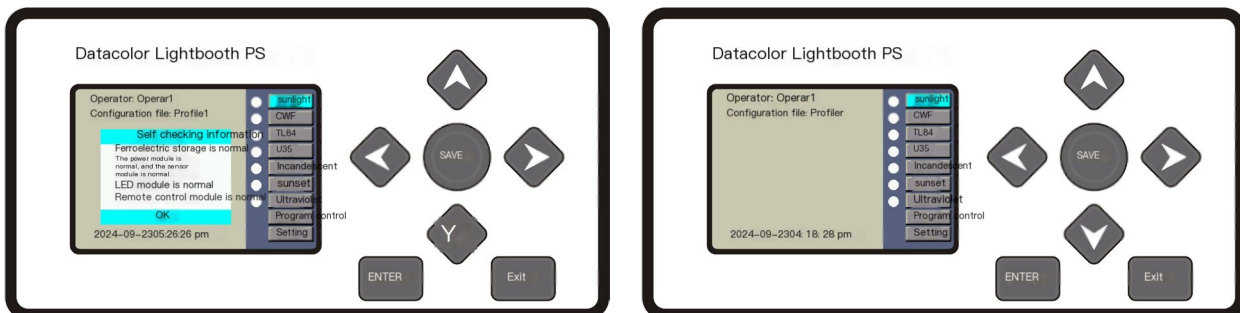 Datacolor Lightbooth PS
Operator: Operar1
Configuration file: Profile1
Self checking information
Ferroelectric storage is normal
The power module is
normal, and the sensor
module is normal
LED module is normal
Remote control module is normal
OK
2024-09-2305:26:26 pm
sunlight
CWF
TL84
U35
Incandescent
sunset
Ultraviolet
Program control
Setting
SAVE
Y
ENTER
Exit
Datacolor Lightbooth PS
Operator: Operar1
Configuration file: Profiler
2024-09-2304: 18: 28 pm
sunlight
CWF
TL84
U35
Incandescent
sunset
Ultraviolet
Program control
Setting
SAVE
ENTER
Exit